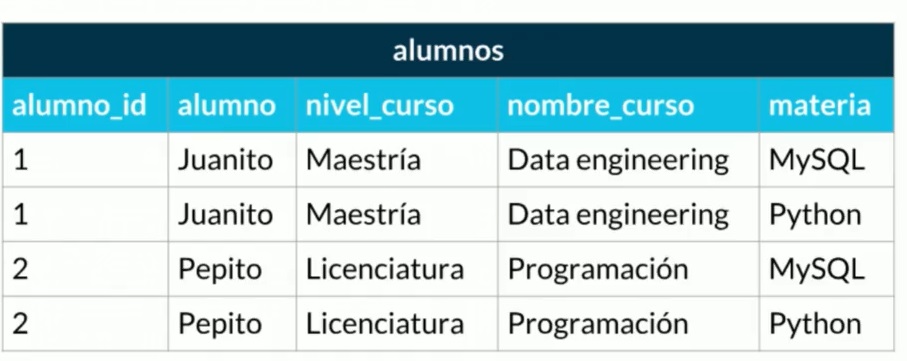 alumnos
alumno_id alumno nivel_curso nombre_curso materia
1 Juanito Maestría Data engineering MySQL
1 Juanito Maestría Data engineering Python
2 Pepito Licenciatura Programación MySQL
2 Pepito Licenciatura Programación Python